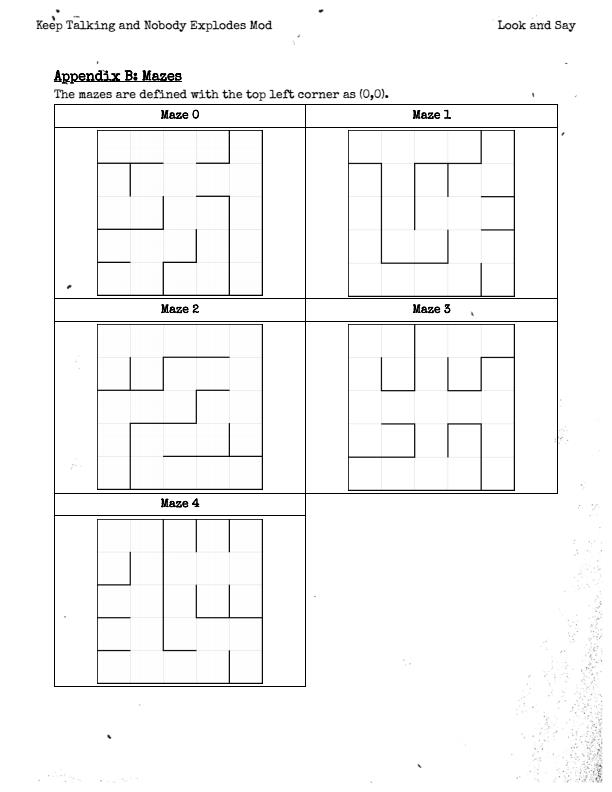 Keep Talking and Nobody Explodes Mod
Look and Say
Appendix B: Mazes
The mazes are defined with the top left corner as (0,0).
Maze 0
Maze 1
Maze 2
Maze 3
Maze 4